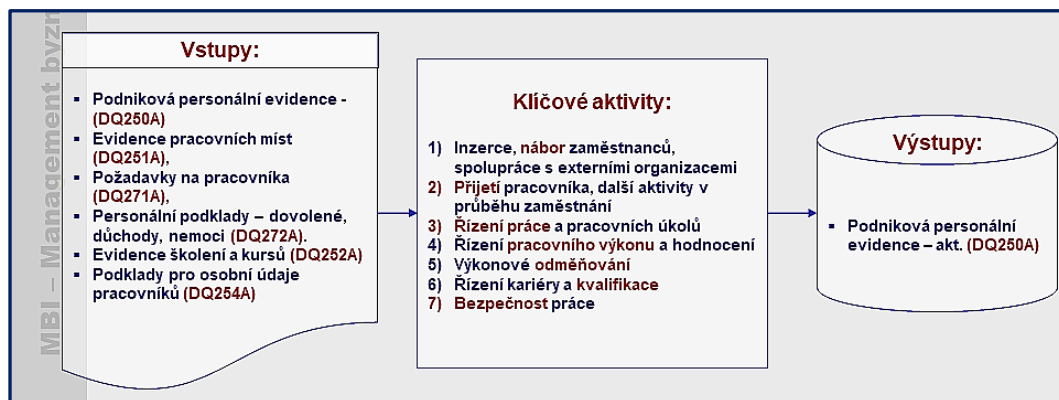 MBI – Management byzn
Vstupy:
▪ Podniková personální evidence -
(DQ250A)
▪ Evidence pracovních míst
(DQ251A),
▪ Požadavky na pracovníka
(DQ271A),
▪ Personální podklady – dovolené,
důchody, nemoci (DQ272A).
▪ Evidence školení a kursů (DQ252A)
▪ Podklady pro osobní údaje
pracovníků (DQ254A)
Klíčové aktivity:
1) Inzerce, nábor zaměstnanců,
spolupráce s externími organizacemi
2) Přijetí pracovníka, další aktivity v
průběhu zaměstnání
3) Řízení práce a pracovních úkolů
4) Řízení pracovního výkonu a hodnocení
5) Výkonové odměňování
6) Řízení kariéry a kvalifikace
7) Bezpečnost práce
Výstupy:
▪ Podniková personální
evidence – akt. (DQ250A)